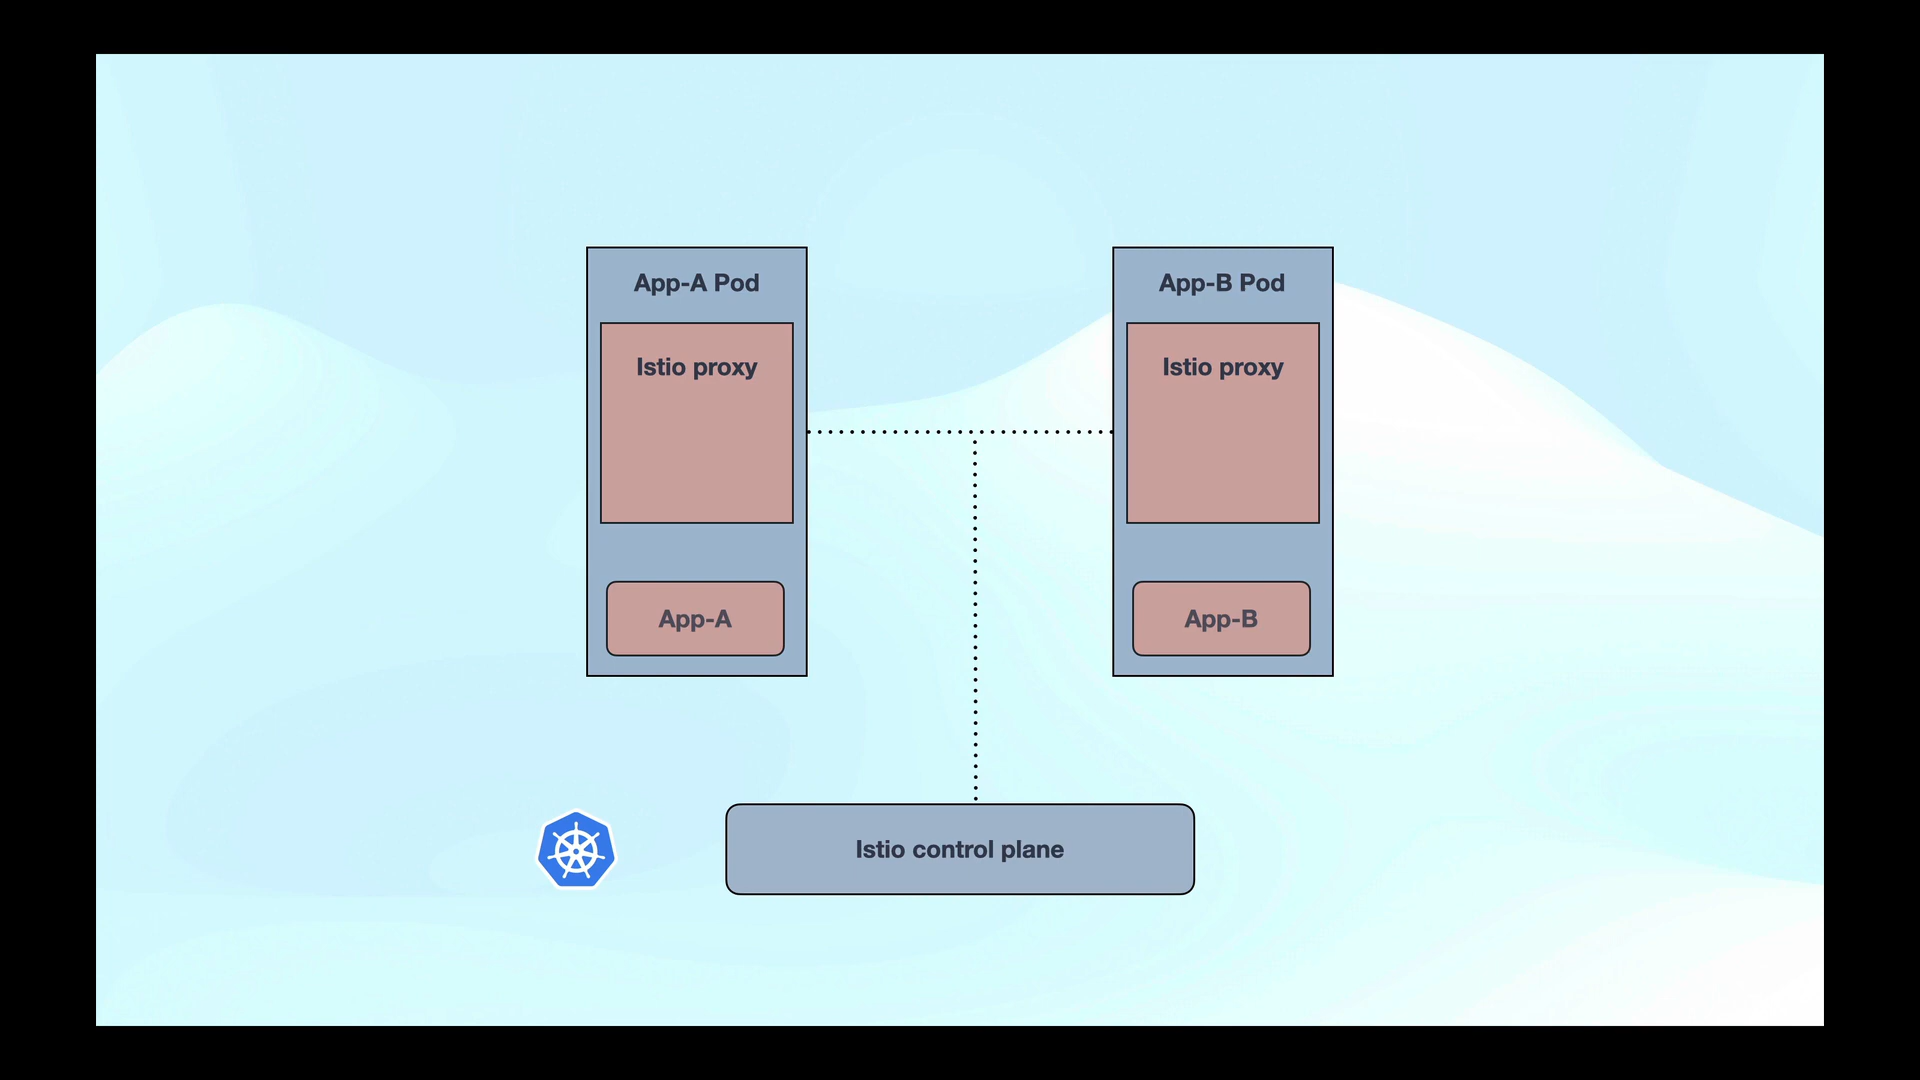 App-A Pod
App-B Pod
Istio proxy
Istio proxy
App-A
App-B
Istio control plane